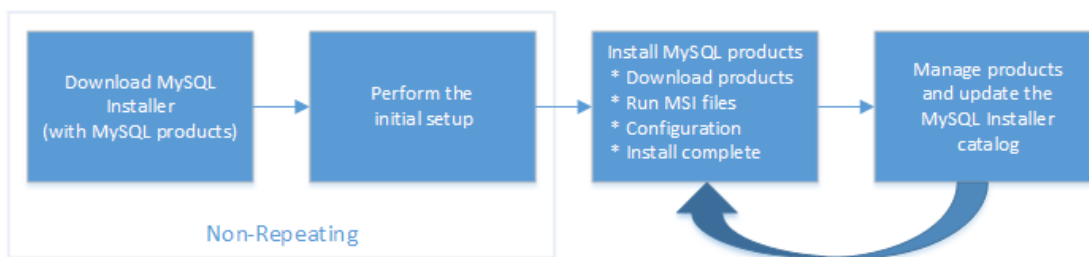 Download MySQL
Installer
(with MySQL products)
Perform the
initial setup
Install MySQL products
* Download products
* Run MSI files
* Configuration
* Install complete
Manage products
and update the
MySQL Installer
catalog
Non-Repeating